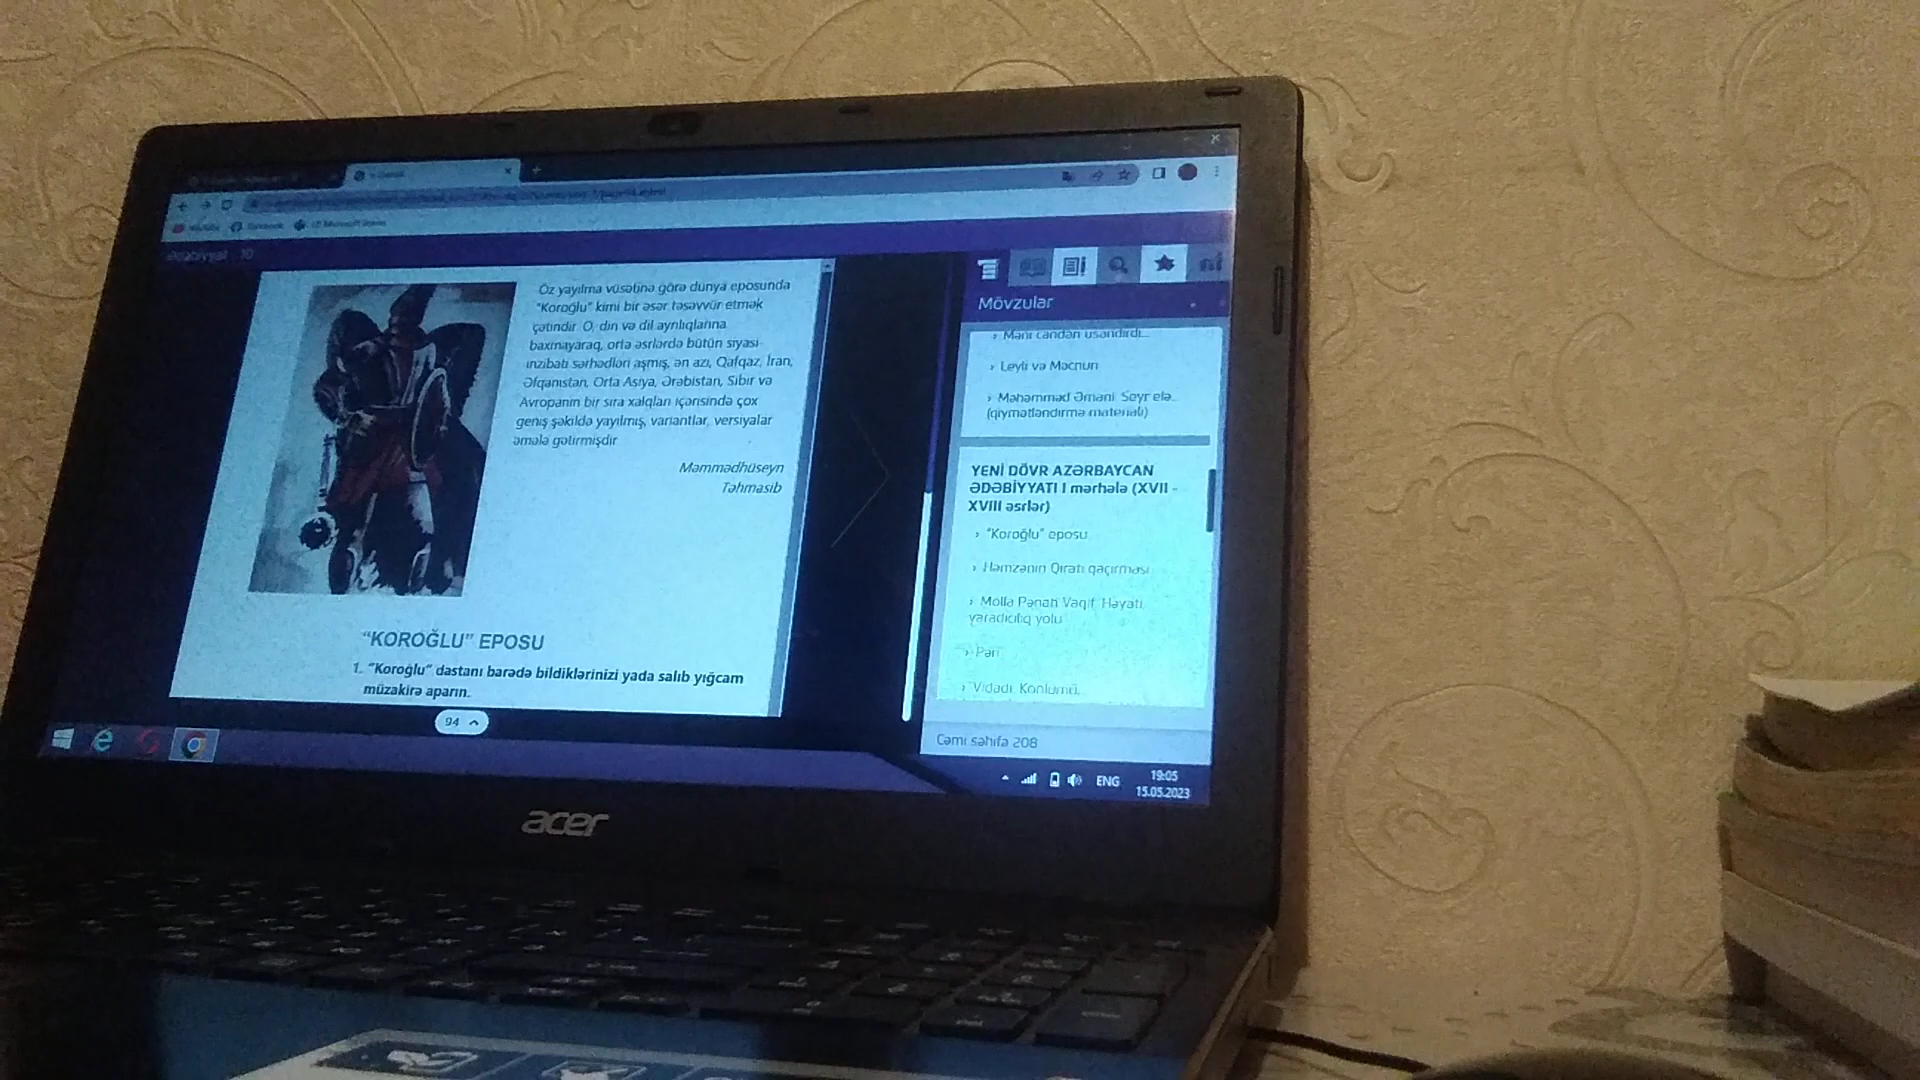 Ədəbiyyat 10
Öz yayılma vüsətinə görə dünya eposunda
"Koroğlu" kimi bir əsər təsəvvür etmək
çətindir. O, din və dil ayrılıqlarına
baxmayaraq, orta əsrlərdə bütün siyasi-
inzibati sərhədləri aşmış, ən azı, Qafqaz, İran,
Əfqanıstan, Orta Asiya, Ərəbistan, Sibir və
Avropanın bir sıra xalqları içərisində çox
geniş şəkildə yayılmış, variantlar, versiyalar
əmələ gətirmişdir
Məmmədhüseyn
Təhmasib
"KOROĞLU" EPOSU
1. "Koroğlu" dastanı barədə bildiklərinizi yada salıb yığcam
müzakirə aparın.
94
Mövzular
› Məni candan usandırdı...
› Leyli və Məcnun
› Məhəmməd Əmani. Seyr elə...
(qiymətləndirmə materialı)
YENİ DÖVR AZƏRBAYCAN
ƏDƏBİYYATI I mərhələ (XVII -
XVIII əsrlər)
› "Koroğlu" eposu
› Həmzənin Qıratı qaçırması
› Molla Pənah Vaqif. Həyatı,
yaradıcılıq yolu
› Pəri
› Vidadi. Könlümü,
Cəmi səhifə 208
ENG
19:05
15.05.2023
acer